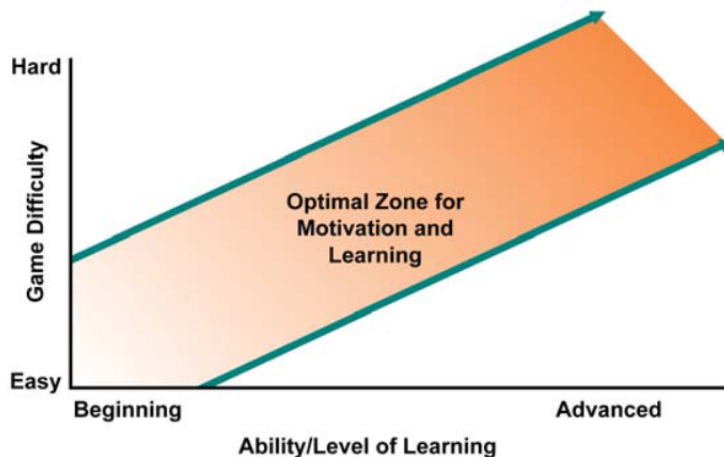 Hard
Game Difficulty
Optimal Zone for
Motivation and
Learning
Easy
Beginning
Advanced
Ability/Level of Learning